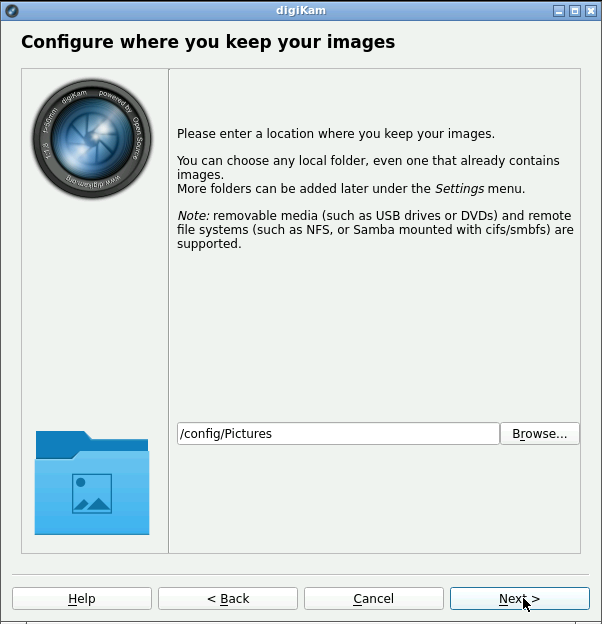 digiKam
Configure where you keep your images
digiKam powered by Open Source
f=50mm
1:1,8
www.digikam.org
Please enter a location where you keep your images.
You can choose any local folder, even one that already contains
images.
More folders can be added later under the Settings menu.
Note: removable media (such as USB drives or DVDs) and remote
file systems (such as NFS, or Samba mounted with cifs/smbfs) are
supported.
/config/Pictures
Browse...
Help
< Back
Cancel
Next >